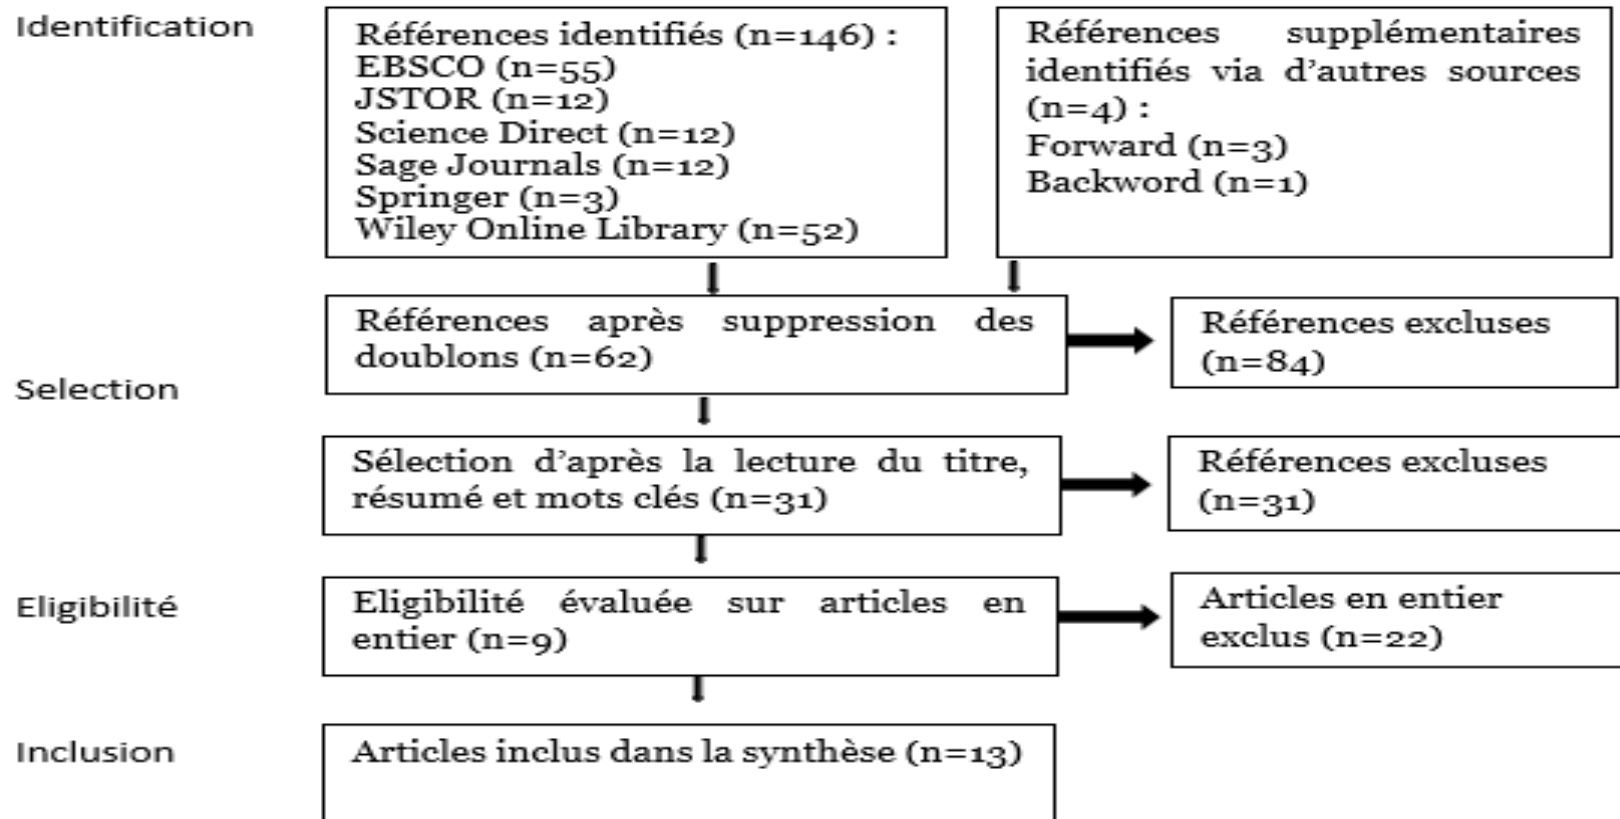 Identification
Références identifiés (n=146) :
EBSCO (n=55)
JSTOR (n=12)
Science Direct (n=12)
Sage Journals (n=12)
Springer (n=3)
Wiley Online Library (n=52)
Références supplémentaires
identifiés via d'autres sources
(n=4) :
Forward (n=3)
Backword (n=1)
Références après suppression des
doublons (n=62)
Références excluses
(n=84)
Selection
Sélection d'après la lecture du titre,
résumé et mots clés (n=31)
Références excluses
(n=31)
Eligibilité
Eligibilité évaluée sur articles en
entier (n=9)
Articles en entier
exclus (n=22)
Inclusion
Articles inclus dans la synthèse (n=13)